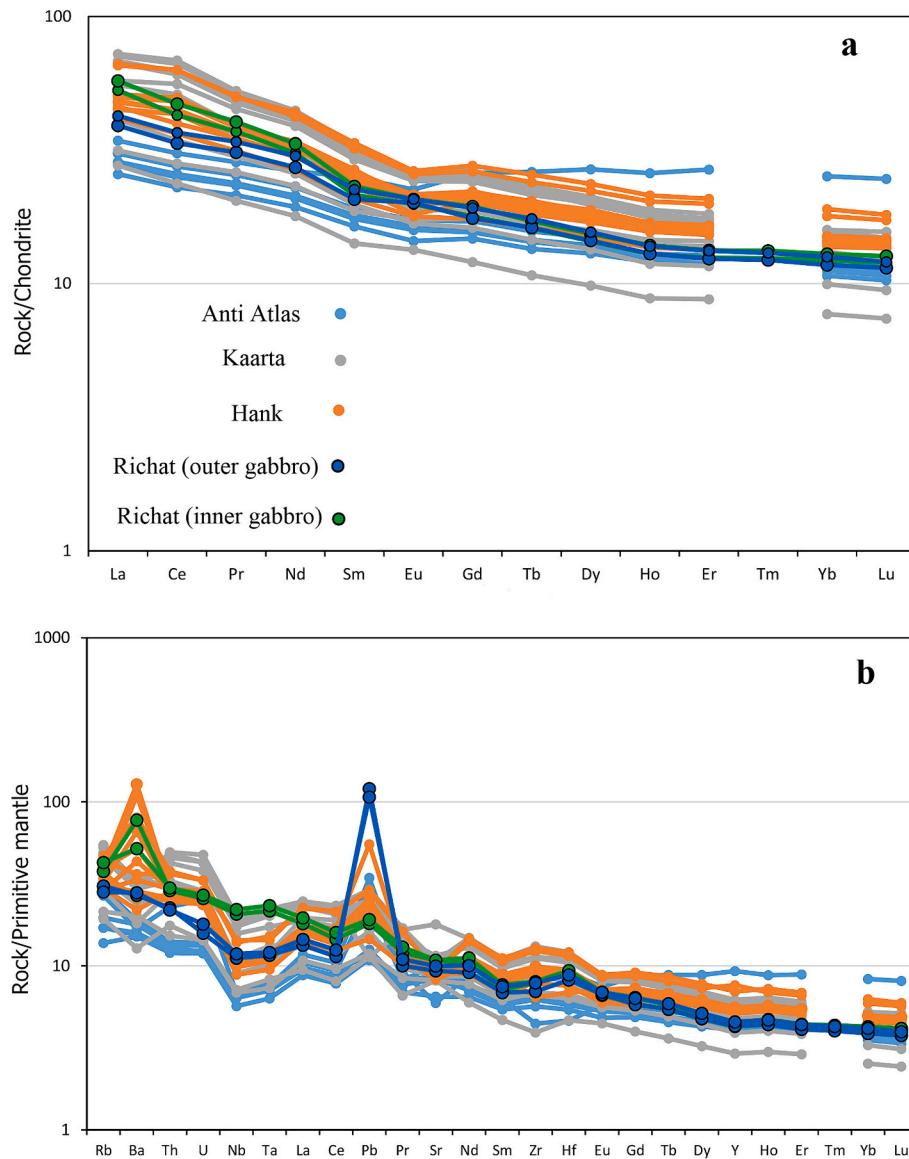 100
a
Rock/Chondrite
10
Anti Atlas
Kaarta
Hank
Richat (outer gabbro)
Richat (inner gabbro)
1
La Ce Pr Nd Sm Eu Gd Tb Dy Ho Er Tm Yb Lu
1000
b
Rock/Primitive mantle
100
10
1
Rb Ba Th U Nb Ta La Ce Pb Pr Sr Nd Sm Zr Hf Eu Gd Tb Dy Y Ho Er Tm Yb Lu